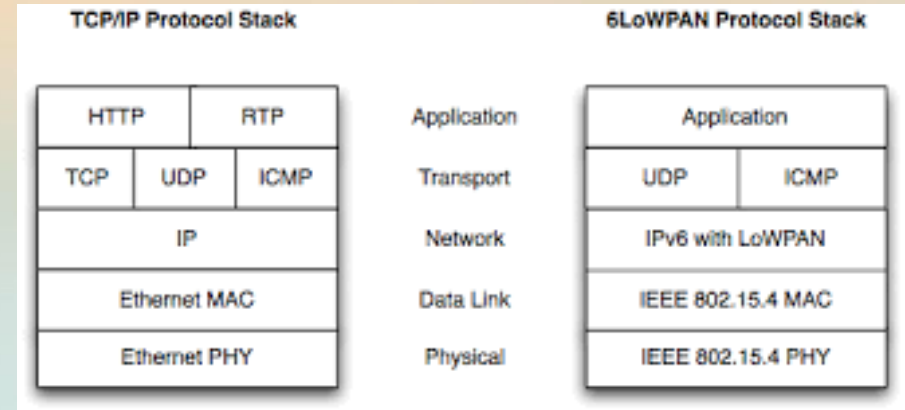 TCP/IP Protocol Stack 6LoWPAN Protocol Stack
HTTP RTP Application Application
TCP UDP ICMP Transport UDP ICMP
IP Network IPv6 with LoWPAN
Ethernet MAC Data Link IEEE 802.15.4 MAC
Ethernet PHY Physical IEEE 802.15.4 PHY